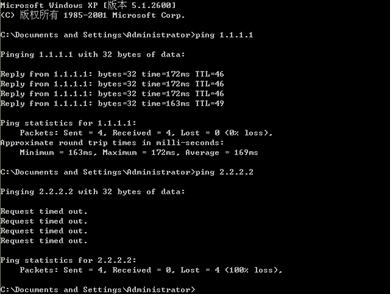 Microsoft Windows XP [版本 5.1.2600]
(C) 版权所有 1985-2001 Microsoft Corp.
C:\Documents and Settings\Administrator>ping 1.1.1.1
Pinging 1.1.1.1 with 32 bytes of data:
Reply from 1.1.1.1: bytes=32 time=172ms TTL=46
Reply from 1.1.1.1: bytes=32 time=172ms TTL=46
Reply from 1.1.1.1: bytes=32 time=172ms TTL=46
Reply from 1.1.1.1: bytes=32 time=163ms TTL=49
Ping statistics for 1.1.1.1:
Packets: Sent = 4, Received = 4, Lost = 0 (0% loss),
Approximate round trip times in milli-seconds:
Minimum = 163ms, Maximum = 172ms, Average = 169ms
C:\Documents and Settings\Administrator>ping 2.2.2.2
Pinging 2.2.2.2 with 32 bytes of data:
Request timed out.
Request timed out.
Request timed out.
Request timed out.
Ping statistics for 2.2.2.2:
Packets: Sent = 4, Received = 0, Lost = 4 (100% loss),
C:\Documents and Settings\Administrator>